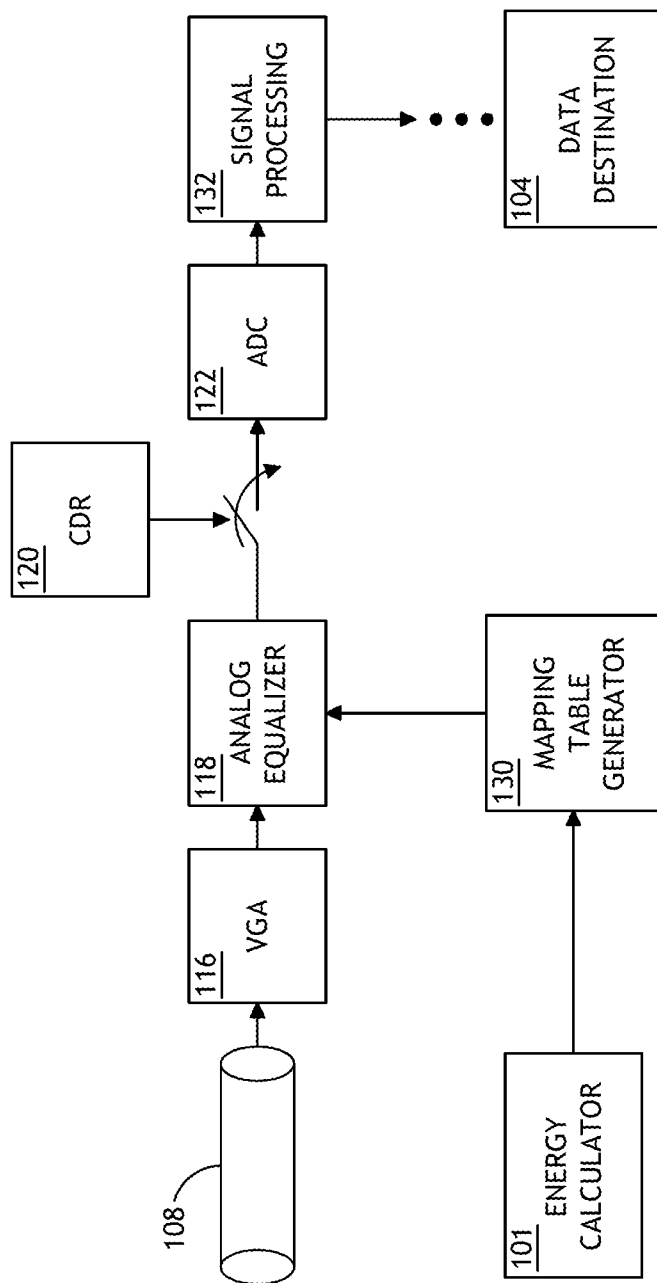 120
CDR
108
116
VGA
118
ANALOG
EQUALIZER
122
ADC
132
SIGNAL
PROCESSING
101
ENERGY
CALCULATOR
130
MAPPING
TABLE
GENERATOR
104
DATA
DESTINATION